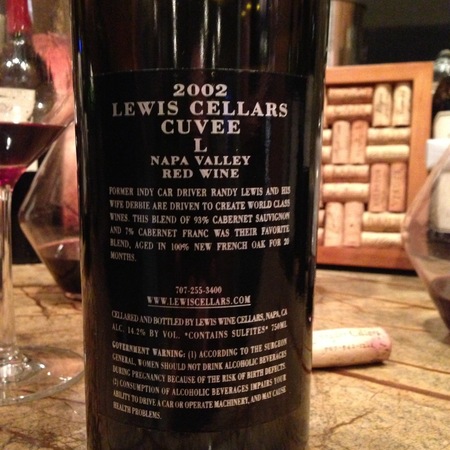 2002
LEWIS CELLARS
CUVEE
L
NAPA VALLEY
RED WINE
FORMER INDY CAR DRIVER RANDY LEWIS AND HIS
WIFE DEBBIE ARE DRIVEN TO CREATE WORLD CLASS
WINES. THIS BLEND OF 93% CABERNET SAUVIGNON
AND 7% CABERNET FRANC WAS THEIR FAVORITE
BLEND, AGED IN 100% NEW FRENCH OAK FOR 20
MONTHS.
707-255-3400
WWW.LEWISCELLARS.COM
CELLARED AND BOTTLED BY LEWIS WINE CELLARS, NAPA, CA
ALC. 14.2% BY VOL. *CONTAINS SULFITES* 750ML
GOVERNMENT WARNING: (1) ACCORDING TO THE SURGEON
GENERAL, WOMEN SHOULD NOT DRINK ALCOHOLIC BEVERAGES
DURING PREGNANCY BECAUSE OF THE RISK OF BIRTH DEFECTS.
(2) CONSUMPTION OF ALCOHOLIC BEVERAGES IMPAIRS YOUR
ABILITY TO DRIVE A CAR OR OPERATE MACHINERY, AND MAY CAUSE
HEALTH PROBLEMS.